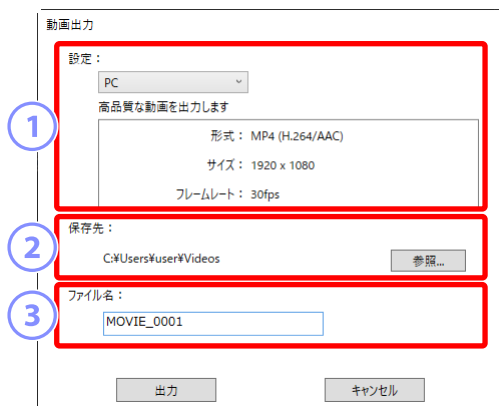 動画出力
設定：
PC
高品質な動画を出力します
形式： MP4 (H.264/AAC)
サイズ： 1920 x 1080
フレームレート： 30fps
1
保存先：
C:¥Users¥user¥Videos
参照...
2
ファイル名：
MOVIE_0001
3
出力
キャンセル